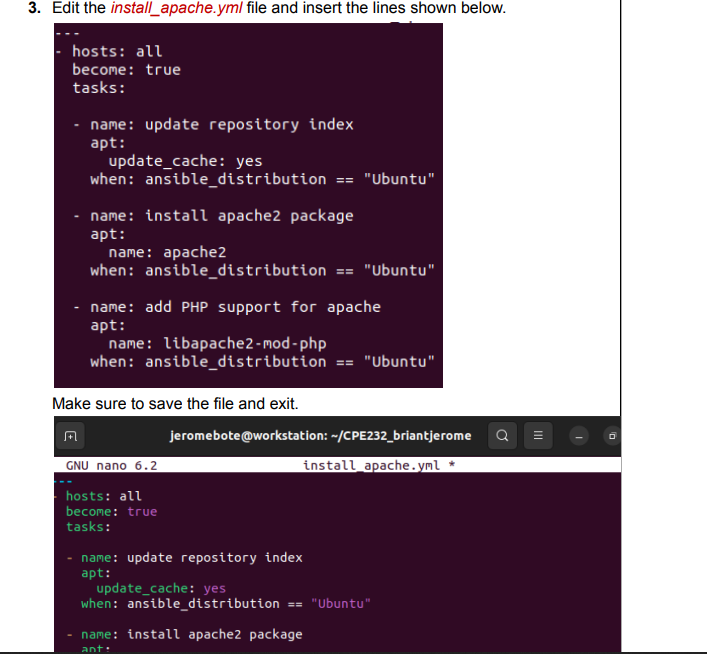 3. Edit the install_apache.yml file and insert the lines shown below.
---
- hosts: all
  become: true
  tasks:

  - name: update repository index
    apt:
      update_cache: yes
    when: ansible_distribution == "Ubuntu"

  - name: install apache2 package
    apt:
      name: apache2
    when: ansible_distribution == "Ubuntu"

  - name: add PHP support for apache
    apt:
      name: libapache2-mod-php
    when: ansible_distribution == "Ubuntu"
Make sure to save the file and exit.
jeromebote@workstation: ~/CPE232_briantjerome
GNU nano 6.2 install_apache.yml *
---
- hosts: all
  become: true
  tasks:

  - name: update repository index
    apt:
      update_cache: yes
    when: ansible_distribution == "Ubuntu"

  - name: install apache2 package
    apt: